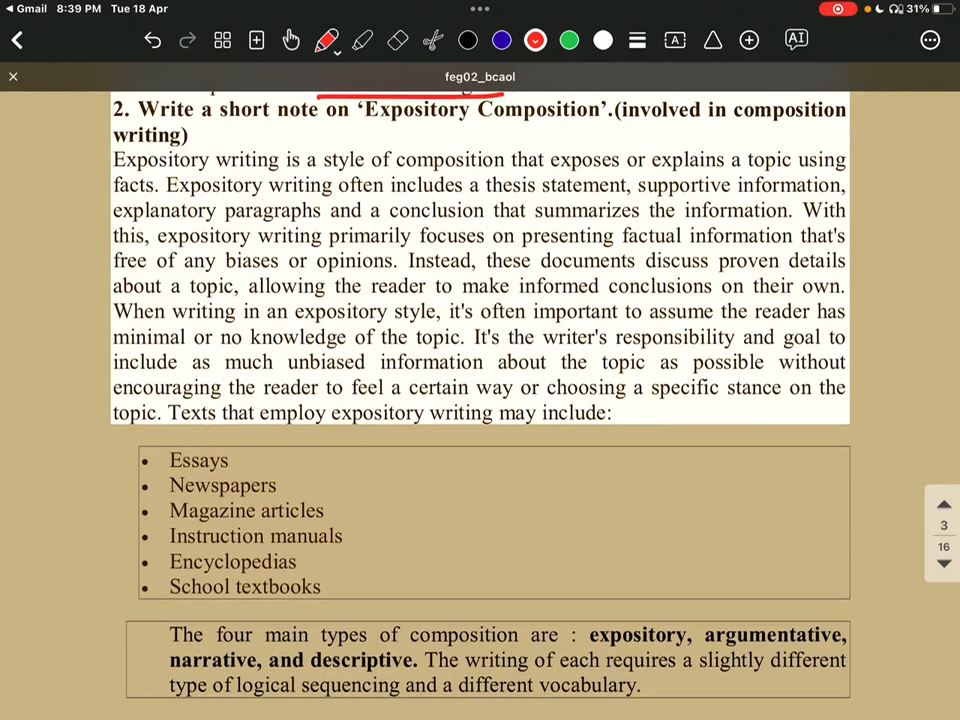 ◀ Gmail 8:39 PM Tue 18 Apr 31%
AI
feg02_bcaol
2. Write a short note on ‘Expository Composition’.(involved in composition
writing)
Expository writing is a style of composition that exposes or explains a topic using
facts. Expository writing often includes a thesis statement, supportive information,
explanatory paragraphs and a conclusion that summarizes the information. With
this, expository writing primarily focuses on presenting factual information that's
free of any biases or opinions. Instead, these documents discuss proven details
about a topic, allowing the reader to make informed conclusions on their own.
When writing in an expository style, it's often important to assume the reader has
minimal or no knowledge of the topic. It's the writer's responsibility and goal to
include as much unbiased information about the topic as possible without
encouraging the reader to feel a certain way or choosing a specific stance on the
topic. Texts that employ expository writing may include:
• Essays
• Newspapers
• Magazine articles
• Instruction manuals
• Encyclopedias
• School textbooks
3
16
The four main types of composition are : expository, argumentative,
narrative, and descriptive. The writing of each requires a slightly different
type of logical sequencing and a different vocabulary.